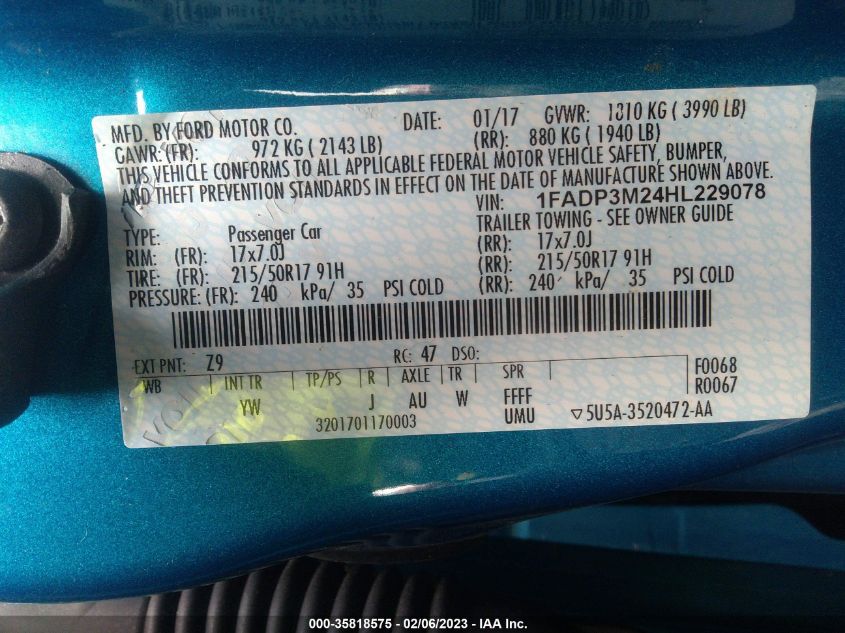 MFD. BY FORD MOTOR CO. DATE: 01/17 GVWR: 1810 KG ( 3990 LB)
GAWR: (FR): 972 KG ( 2143 LB) (RR): 880 KG ( 1940 LB)
THIS VEHICLE CONFORMS TO ALL APPLICABLE FEDERAL MOTOR VEHICLE SAFETY, BUMPER,
AND THEFT PREVENTION STANDARDS IN EFFECT ON THE DATE OF MANUFACTURE SHOWN ABOVE.
VIN: 1FADP3M24HL229078
TYPE: Passenger Car TRAILER TOWING - SEE OWNER GUIDE
RIM: (FR): 17x7.0J (RR): 17x7.0J
TIRE: (FR): 215/50R17 91H (RR): 215/50R17 91H
PRESSURE: (FR): 240 kPa/ 35 PSI COLD (RR): 240 kPa/ 35 PSI COLD
EXT PNT: Z9 RC: 47 DSO: F0068
WB INT TR TP/PS R AXLE TR SPR R0067
YW J AU W FFFF
3201701170003 UMU ▽5U5A-3520472-AA
000-35818575 - 02/06/2023 - IAA Inc.